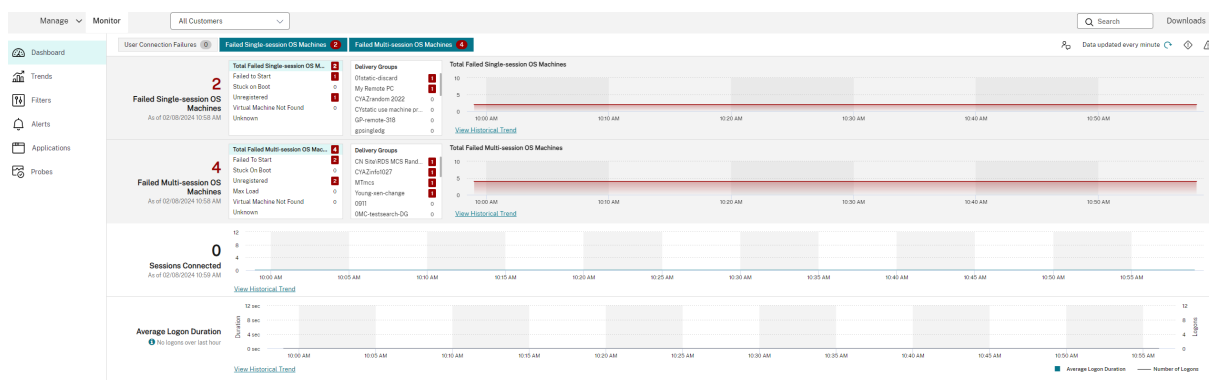 Manage Monitor All Customers Search Downloads
Dashboard
Trends
Filters
Alerts
Applications
Probes
User Connection Failures 0 Failed Single-session OS Machines 2 Failed Multi-session OS Machines 4 Data updated every minute
2
Failed Single-session OS
Machines
As of 02/08/2024 10:58 AM
Total Failed Single-session OS M... 2
Failed to Start 1
Stuck on Boot 0
Unregistered 1
Virtual Machine Not Found 0
Unknown
Delivery Groups
01static-discard 1
My Remote PC 1
CYAZrandom 2022 0
CYstatic use machine pr... 0
GP-remote-318 0
gpsingledg 0
Total Failed Single-session OS Machines
10
5
0
10:00 AM 10:10 AM 10:20 AM 10:30 AM 10:40 AM 10:50 AM
View Historical Trend
4
Failed Multi-session OS
Machines
As of 02/08/2024 10:58 AM
Total Failed Multi-session OS Mac... 4
Failed To Start 2
Stuck On Boot 0
Unregistered 2
Max Load 0
Virtual Machine Not Found 0
Unknown
Delivery Groups
CN Site\RDS MCS Rand... 1
CYAZinfo1027 1
MTmcs 1
Young-xen-change 1
0911 0
OMC-testsearch-DG 0
Total Failed Multi-session OS Machines
10
5
0
10:00 AM 10:10 AM 10:20 AM 10:30 AM 10:40 AM 10:50 AM
View Historical Trend
0
Sessions Connected
As of 02/08/2024 10:59 AM
12
8
4
0
10:00 AM 10:05 AM 10:10 AM 10:15 AM 10:20 AM 10:25 AM 10:30 AM 10:35 AM 10:40 AM 10:45 AM 10:50 AM 10:55 AM
View Historical Trend
Average Logon Duration
No logons over last hour
Duration
12 sec
8 sec
4 sec
0 sec
10:00 AM 10:05 AM 10:10 AM 10:15 AM 10:20 AM 10:25 AM 10:30 AM 10:35 AM 10:40 AM 10:45 AM 10:50 AM 10:55 AM
12
8
4
0
Logons
View Historical Trend
Average Logon Duration Number of Logons